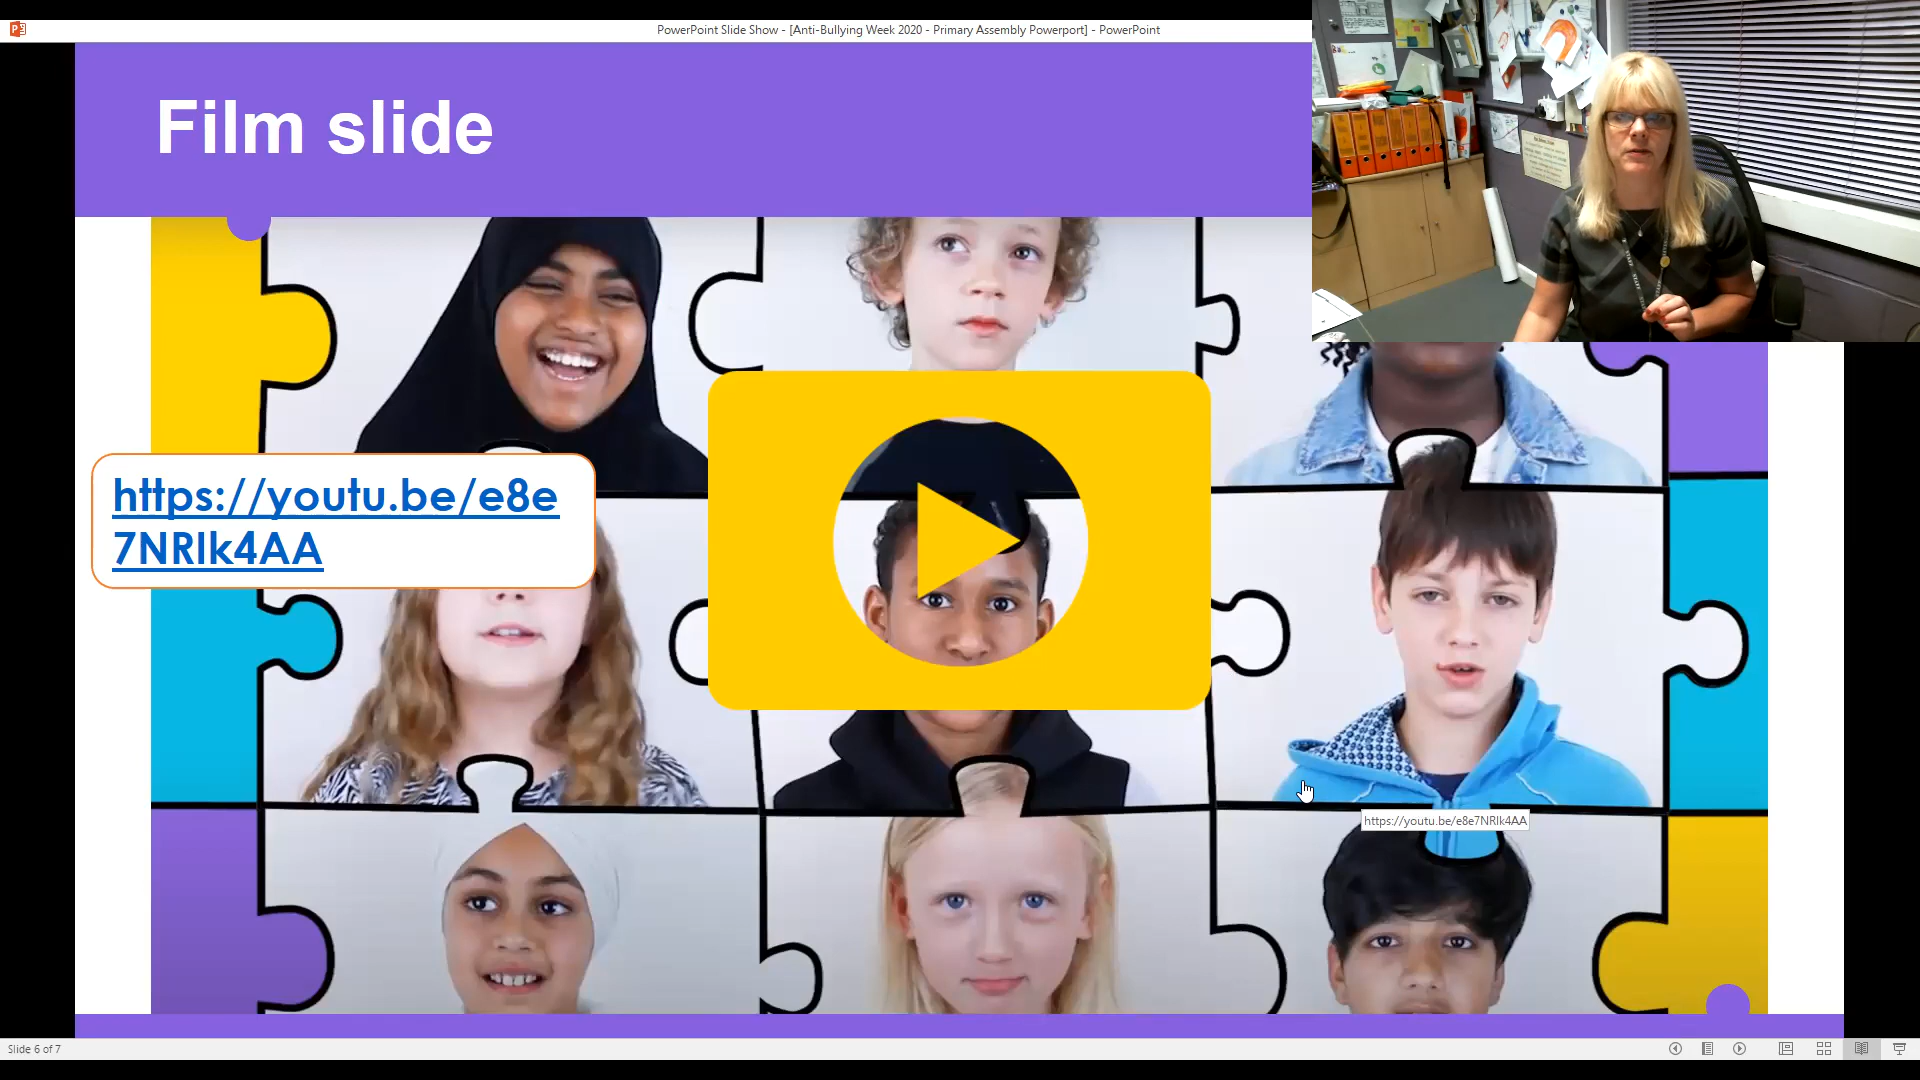 PowerPoint Slide Show - [Anti-Bullying Week 2020 - Primary Assembly Powerport] - PowerPoint
Film slide
https://youtu.be/e8e
7NRIk4AA
https://youtu.be/e8e7NRIk4AA
Slide 6 of 7